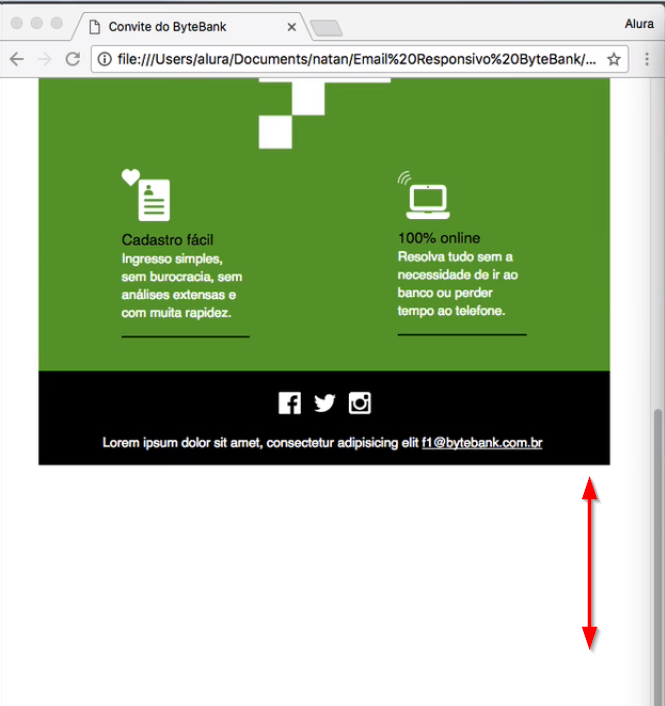 Convite do ByteBank
Alura
file:///Users/alura/Documents/natan/Email%20Responsivo%20ByteBank/...
Cadastro fácil
Ingresso simples,
sem burocracia, sem
análises extensas e
com muita rapidez.
100% online
Resolva tudo sem a
necessidade de ir ao
banco ou perder
tempo ao telefone.
Lorem ipsum dolor sit amet, consectetur adipisicing elit f1@bytebank.com.br